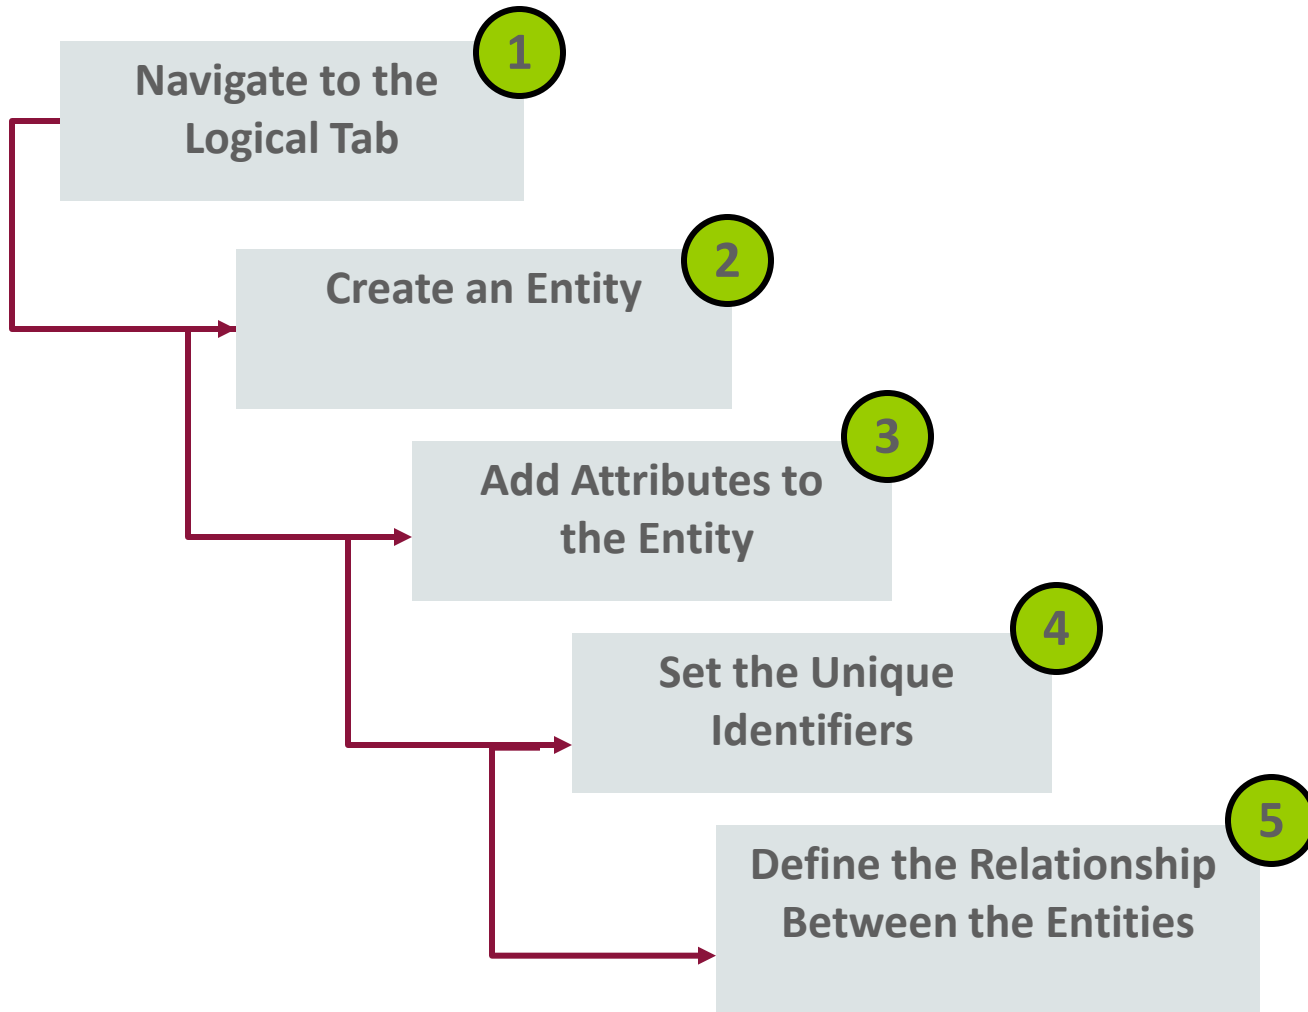 1
Navigate to the
Logical Tab
2
Create an Entity
3
Add Attributes to
the Entity
4
Set the Unique
Identifiers
5
Define the Relationship
Between the Entities